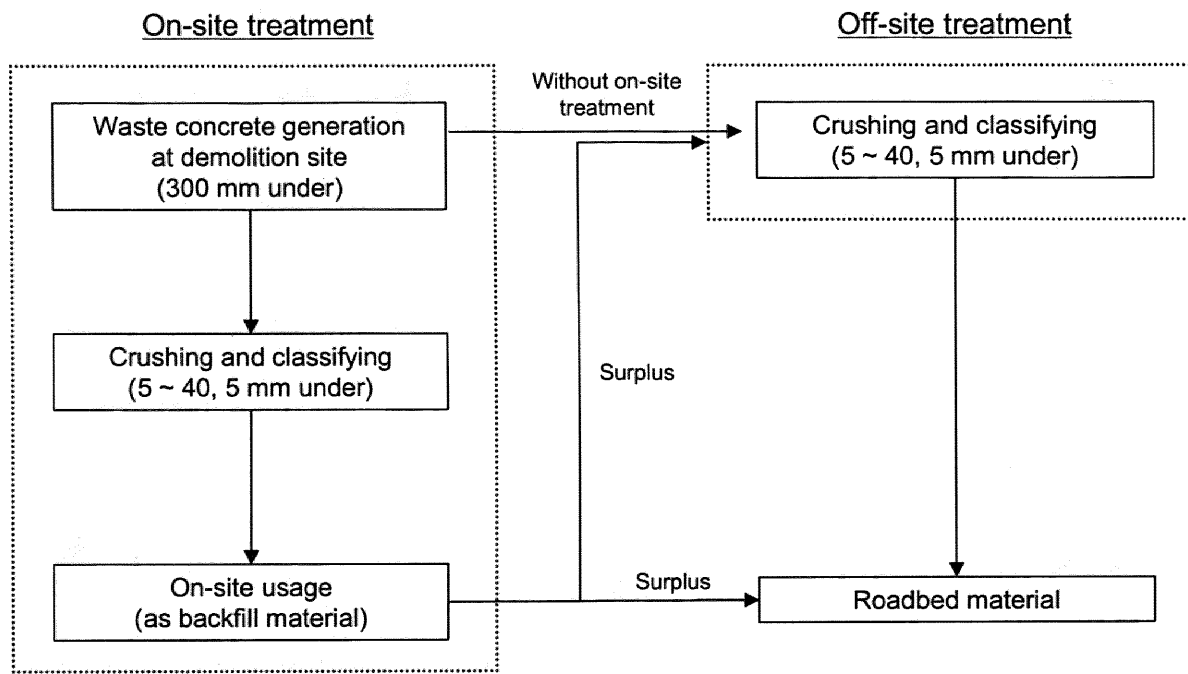 On-site treatment
Off-site treatment
Without on-site
treatment
Waste concrete generation
at demolition site
(300 mm under)
Crushing and classifying
(5 ~ 40, 5 mm under)
Crushing and classifying
(5 ~ 40, 5 mm under)
Surplus
On-site usage
(as backfill material)
Surplus
Roadbed material